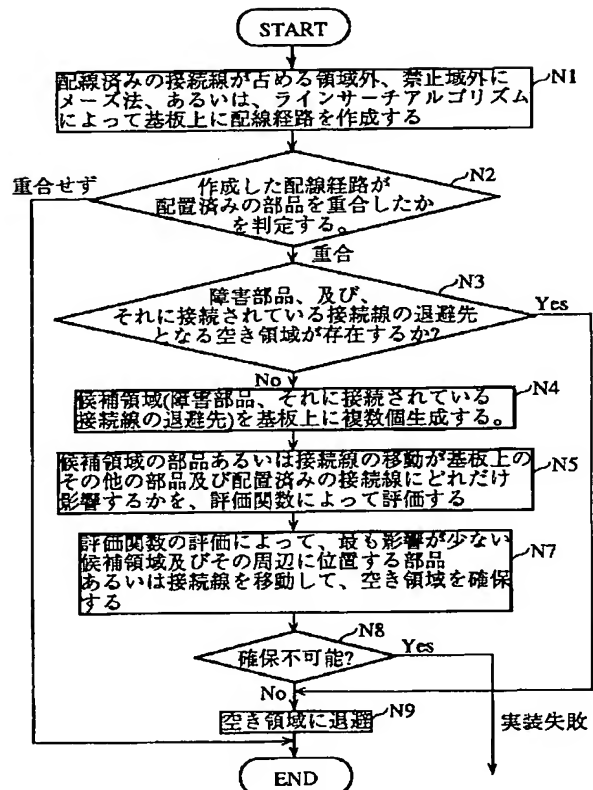 START
配線済みの接続線が占める領域外、禁止域外に
メーズ法、あるいは、ラインサーチアルゴリズム
によって基板上に配線経路を作成する
N1
N2
重合せず
作成した配線経路が
配置済みの部品を重合したか
を判定する。
重合
N3
障害部品、及び、
それに接続されている接続線の退避先
となる空き領域が存在するか?
Yes
No
N4
候補領域(障害部品、それに接続されている
接続線の退避先)を基板上に複数個生成する。
N5
候補領域の部品あるいは接続線の移動が基板上の
その他の部品及び配置済みの接続線にどれだけ
影響するかを、評価関数によって評価する
評価関数の評価によって、最も影響が少ない
候補領域及びその周辺に位置する部品
あるいは接続線を移動して、空き領域を確保
する
N7
N8
確保不可能?
Yes
No
N9
空き領域に退避
実装失敗
END